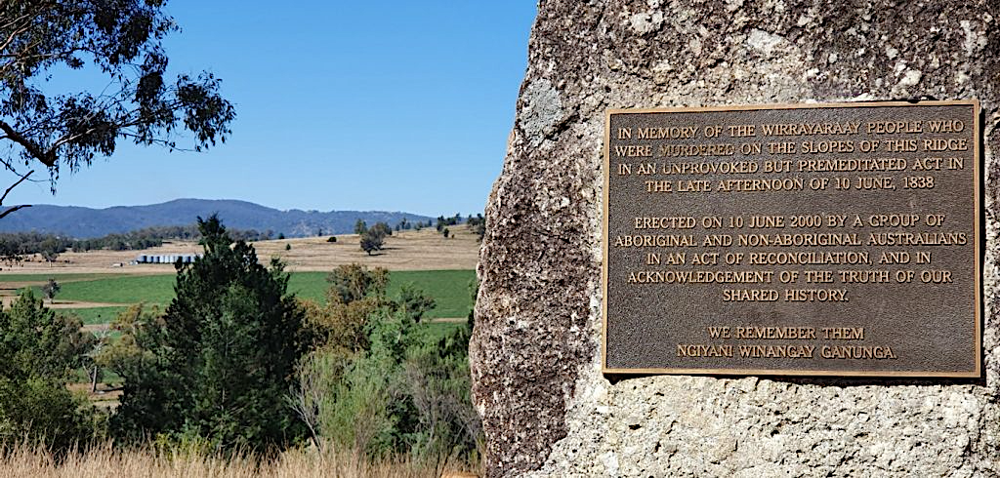 IN MEMORY OF THE WIRRAYARAAY PEOPLE WHO
WERE MURDERED ON THE SLOPES OF THIS RIDGE
IN AN UNPROVOKED BUT PREMEDITATED ACT IN
THE LATE AFTERNOON OF 10 JUNE, 1838
ERECTED ON 10 JUNE 2000 BY A GROUP OF
ABORIGINAL AND NON-ABORIGINAL AUSTRALIANS
IN AN ACT OF RECONCILIATION, AND IN
ACKNOWLEDGEMENT OF THE TRUTH OF OUR
SHARED HISTORY.
WE REMEMBER THEM
NGIYANI WINANGAY GANUNGA.